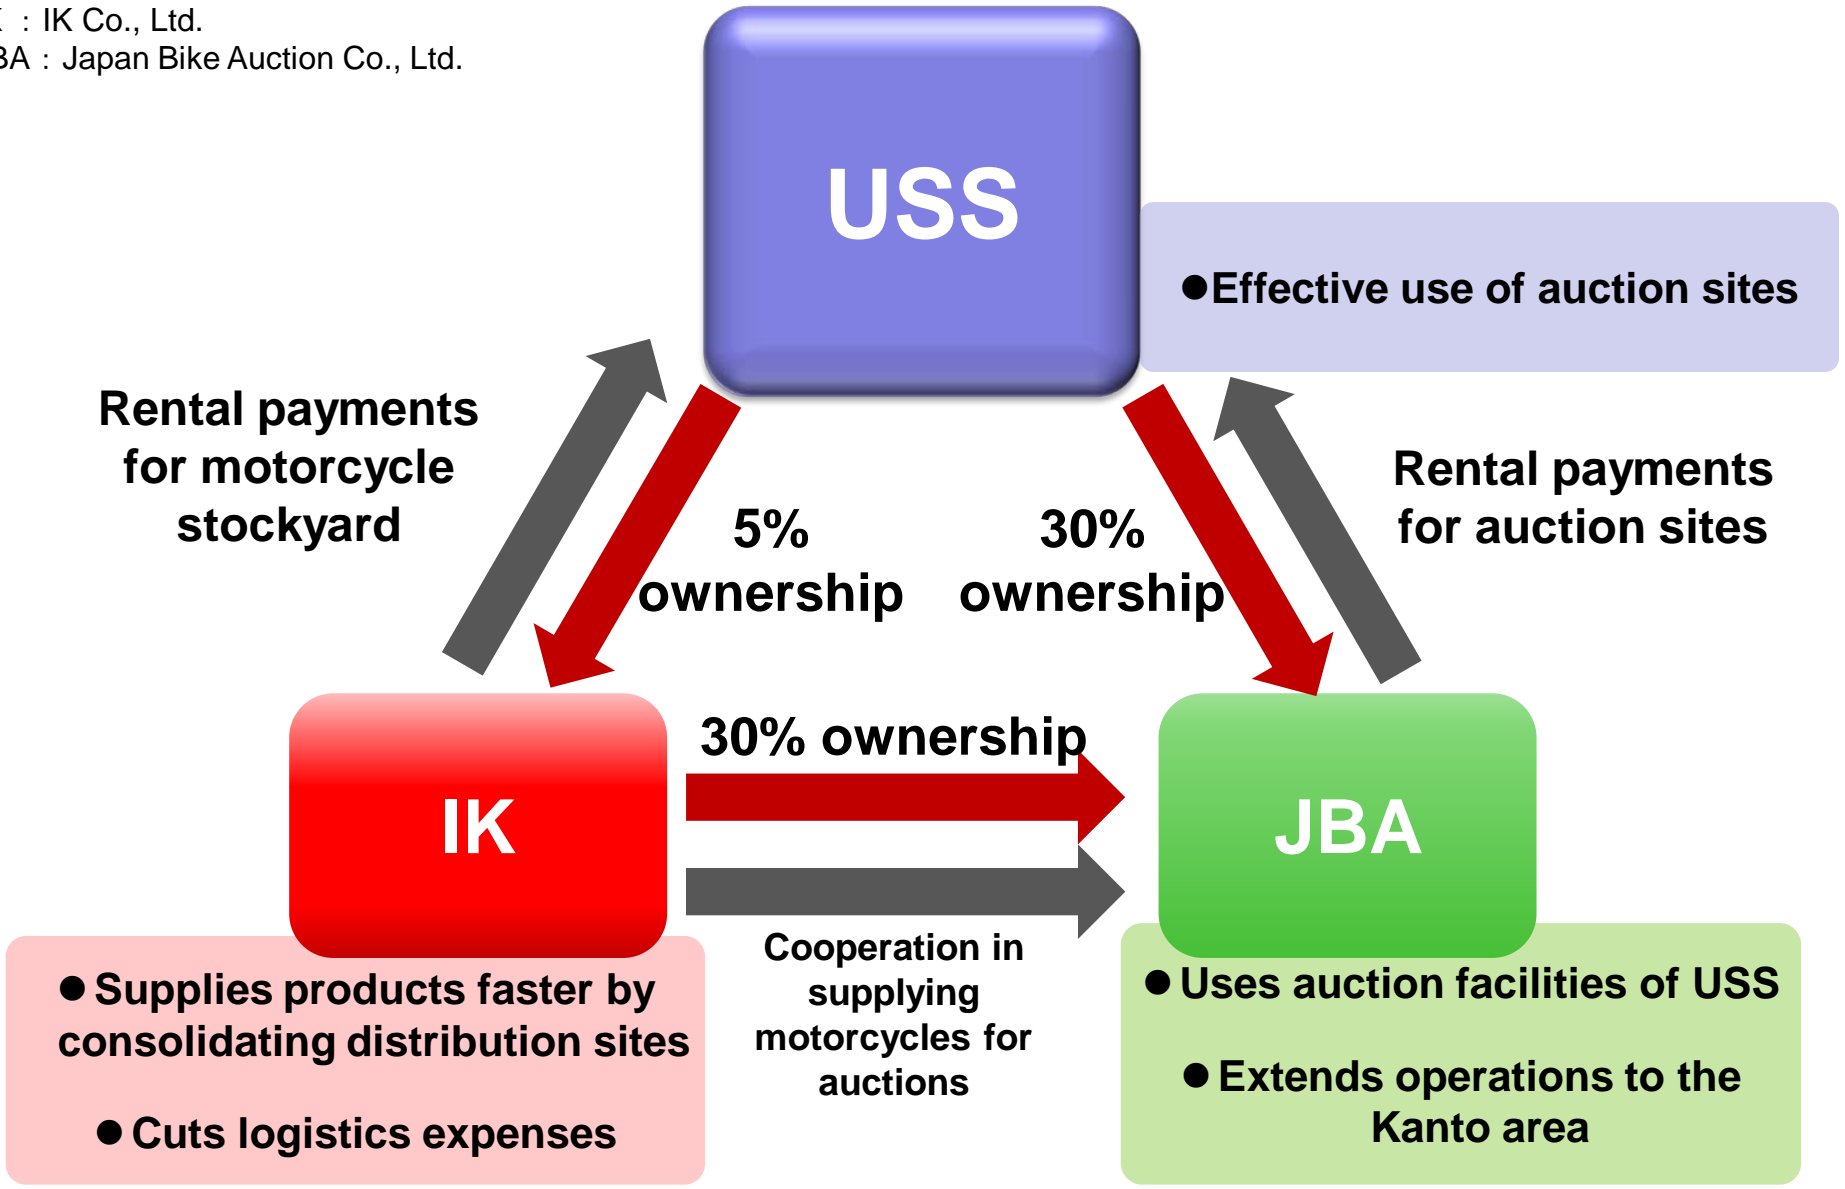 : IK Co., Ltd.
BA : Japan Bike Auction Co., Ltd.
USS
●Effective use of auction sites
Rental payments
for motorcycle
stockyard
Rental payments
for auction sites
5%
ownership
30%
ownership
30% ownership
IK
JBA
Cooperation in
supplying
motorcycles for
auctions
● Supplies products faster by
consolidating distribution sites
● Cuts logistics expenses
● Uses auction facilities of USS
● Extends operations to the
Kanto area